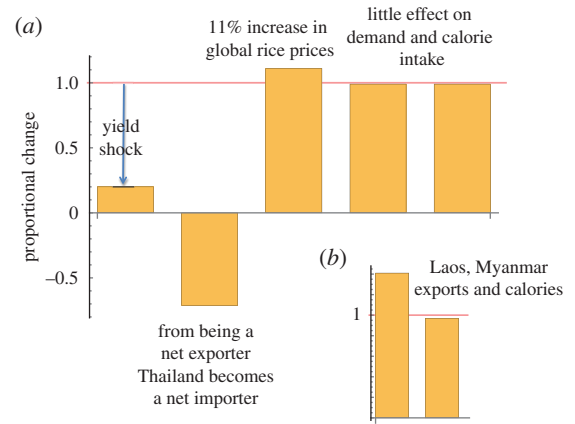 (a)
11% increase in
global rice prices
little effect on
demand and calorie
intake
proportional change
1.0
0.5
0
–0.5
yield
shock
from being a
net exporter
Thailand becomes
a net importer
(b)
Laos, Myanmar
exports and calories
1